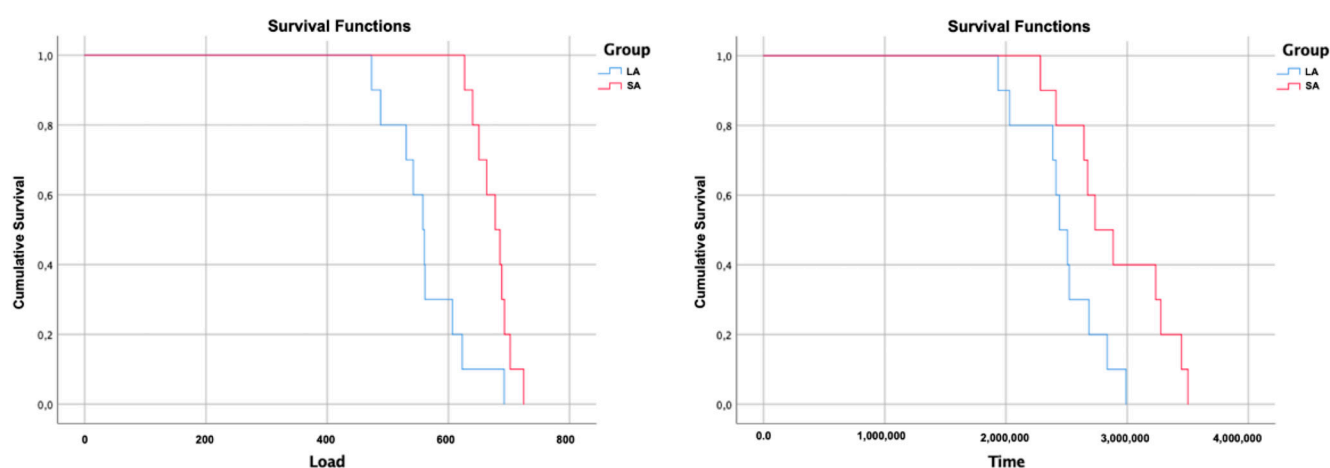 Survival Functions
Group
LA
SA
Cumulative Survival
1,0
0,8
0,6
0,4
0,2
0,0
0
200
400
600
800
Load
Survival Functions
Group
LA
SA
Cumulative Survival
1,0
0,8
0,6
0,4
0,2
0,0
0.0
1,000,000
2,000,000
3,000,000
4,000,000
Time